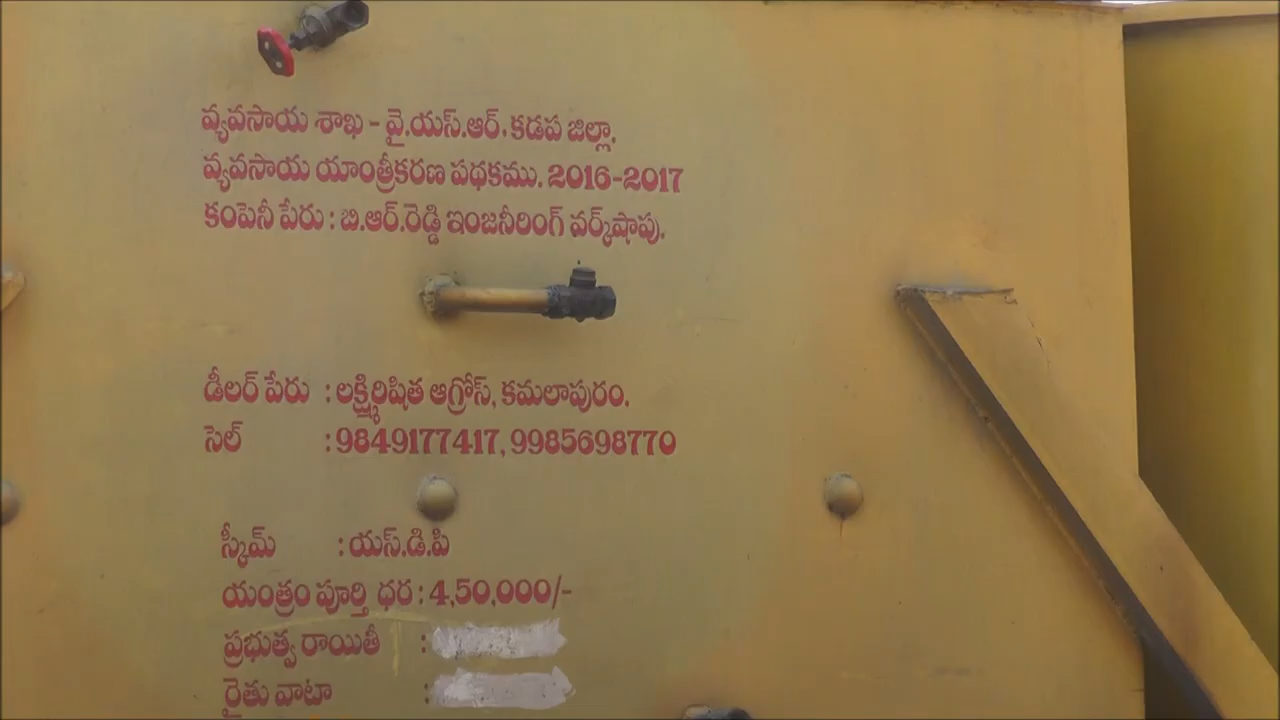 వ్యవసాయ శాఖ - వై.యస్.ఆర్. కడప జిల్లా.
వ్యవసాయ యాంత్రీకరణ పథకము. 2016-2017
కంపెనీ పేరు : బి.ఆర్.రెడ్డి ఇంజనీరింగ్ వర్క్‌షాపు.
డీలర్ పేరు : లక్ష్మిరిషిత ఆగ్రోస్, కమలాపురం.
సెల్ : 9849177417, 9985698770
స్కీమ్ : యస్.డి.పి
యంత్రం పూర్తి ధర : 4,50,000/-
ప్రభుత్వ రాయితీ :
రైతు వాటా :